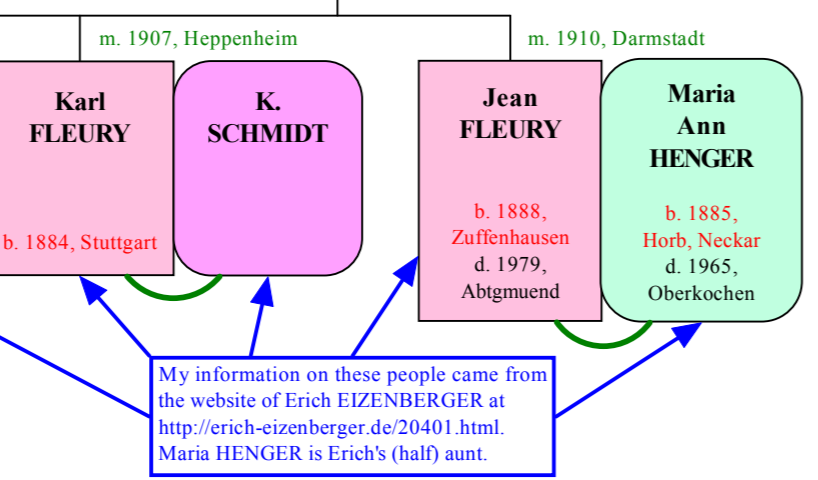 m. 1907, Heppenheim
m. 1910, Darmstadt
Karl
FLEURY
b. 1884, Stuttgart
K.
SCHMIDT
Jean
FLEURY
b. 1888,
Zuffenhausen
d. 1979,
Abtgmuend
Maria
Ann
HENGER
b. 1885,
Horb, Neckar
d. 1965,
Oberkochen
My information on these people came from
the website of Erich EIZENBERGER at
http://erich-eizenberger.de/20401.html.
Maria HENGER is Erich's (half) aunt.